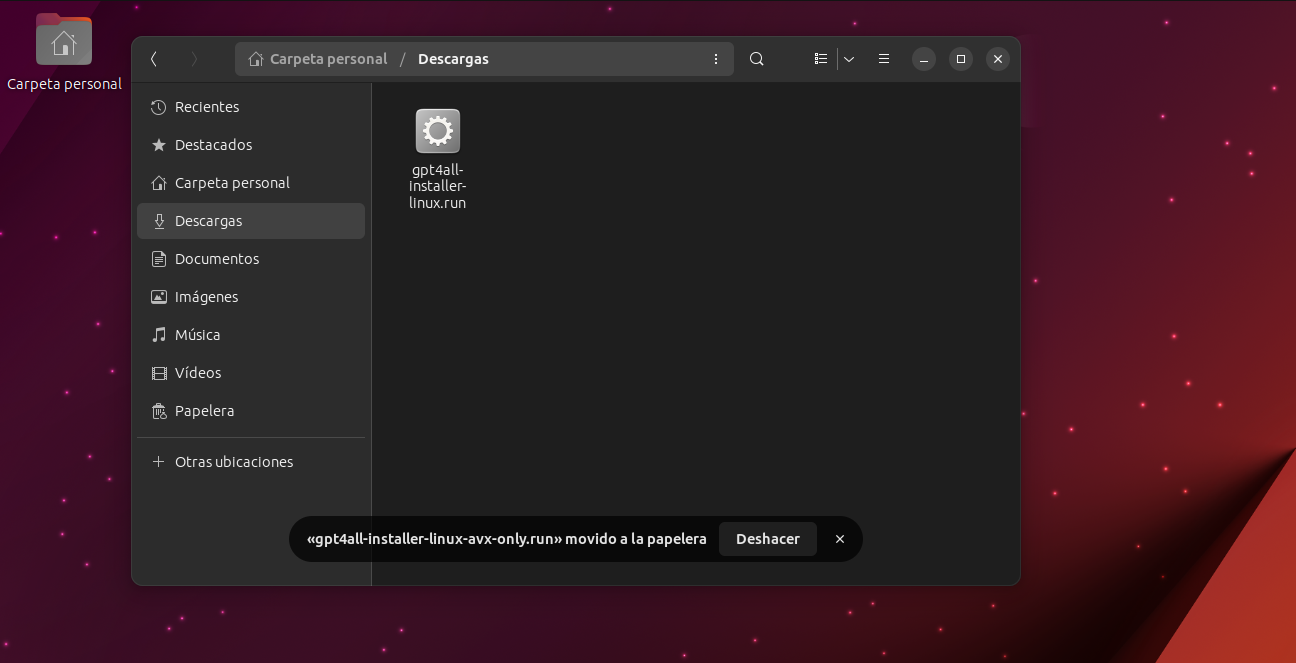 Carpeta personal
Carpeta personal / Descargas
Recientes
Destacados
Carpeta personal
Descargas
Documentos
Imágenes
Música
Vídeos
Papelera
Otras ubicaciones
gpt4all-
installer-
linux.run
«gpt4all-installer-linux-avx-only.run» movido a la papelera
Deshacer